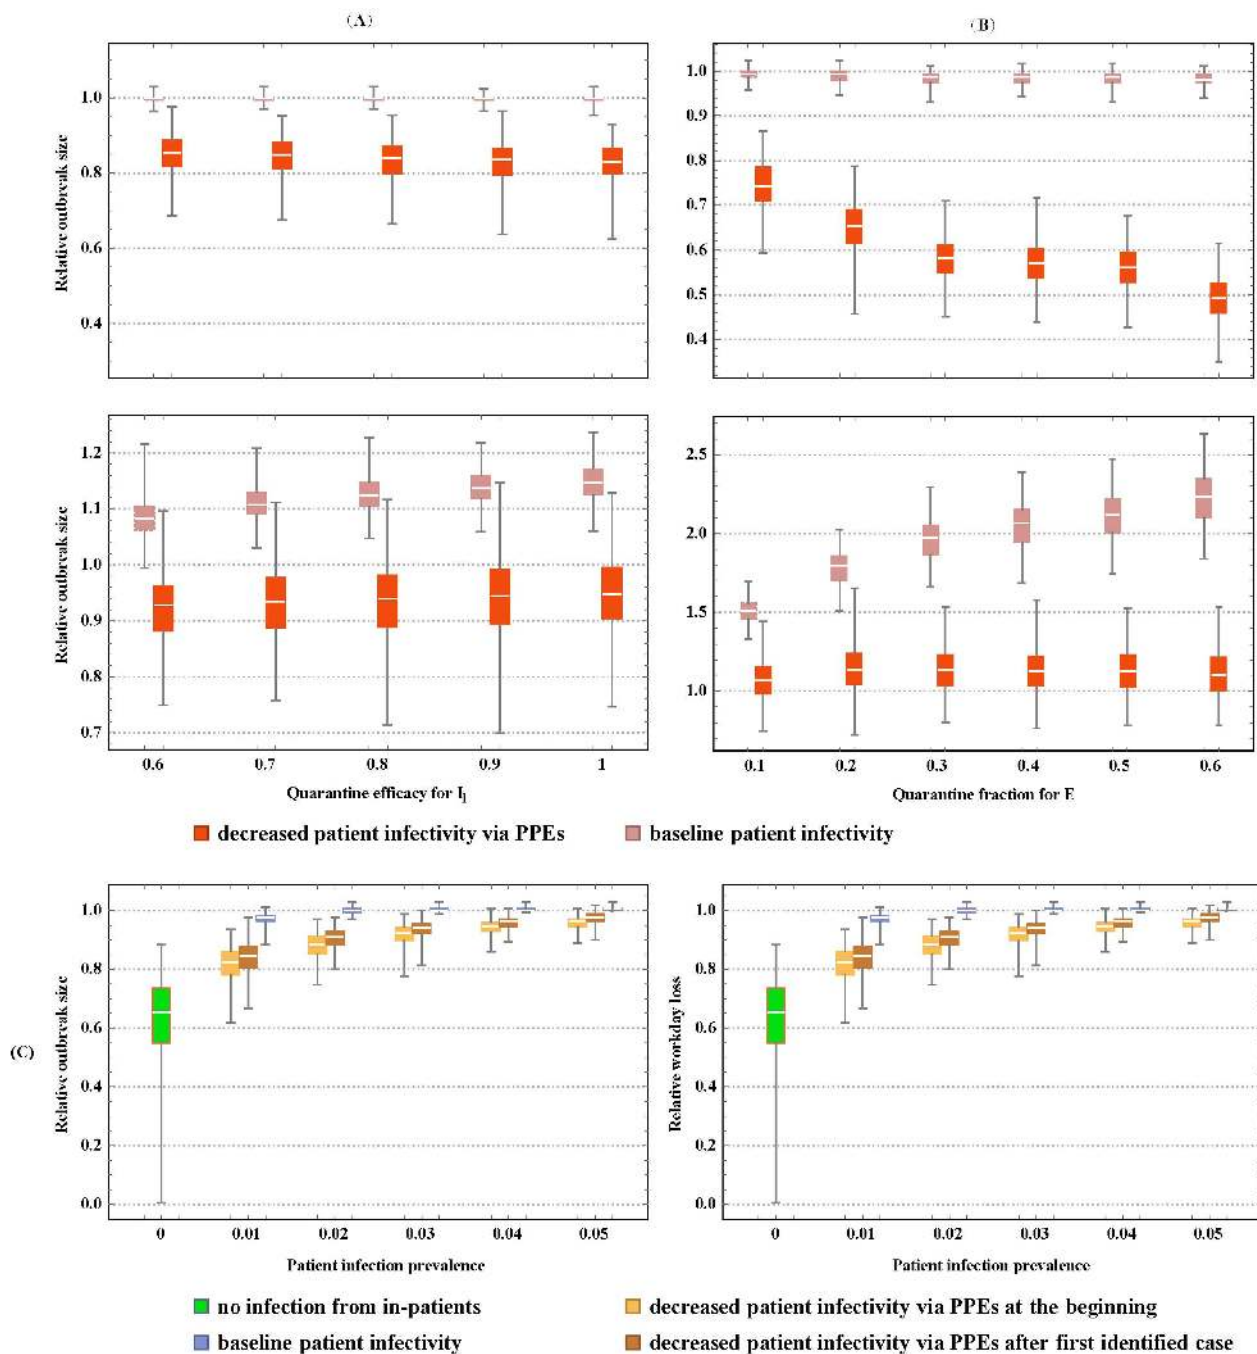 (A)
(B)
Relative outbreak size
1.0
0.8
0.6
0.4
1.0
0.9
0.8
0.7
0.6
0.5
0.4
Relative outbreak size
1.2
1.1
1.0
0.9
0.8
0.7
2.5
2.0
1.5
1.0
0.6 0.7 0.8 0.9 1
0.1 0.2 0.3 0.4 0.5 0.6
Quarantine efficacy for I1
Quarantine fraction for E
decreased patient infectivity via PPEs
baseline patient infectivity
(C)
Relative outbreak size
1.0
0.8
0.6
0.4
0.2
0.0
Relative workday loss
1.0
0.8
0.6
0.4
0.2
0.0
0 0.01 0.02 0.03 0.04 0.05
0 0.01 0.02 0.03 0.04 0.05
Patient infection prevalence
Patient infection prevalence
no infection from in-patients
decreased patient infectivity via PPEs at the beginning
baseline patient infectivity
decreased patient infectivity via PPEs after first identified case